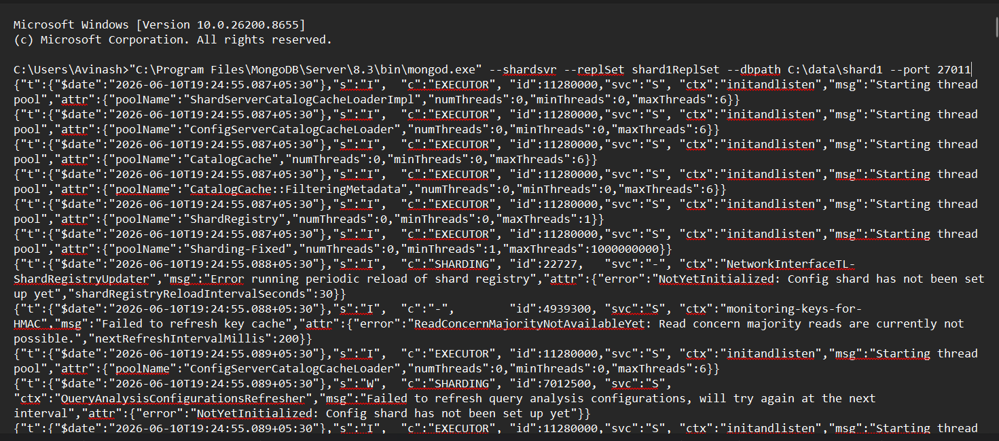 Microsoft Windows [Version 10.0.26200.8655]
(c) Microsoft Corporation. All rights reserved.
C:\Users\Avinash>"C:\Program Files\MongoDB\Server\8.3\bin\mongod.exe" --shardsvr --replSet shard1ReplSet --dbpath C:\data\shard1 --port 27011
{"t":{"$date":"2026-06-10T19:24:55.087+05:30"},"s":"I",  "c":"EXECUTOR", "id":11280000,"svc":"S", "ctx":"initandlisten","msg":"Starting thread
pool","attr":{"poolName":"ShardServerCatalogCacheLoaderImpl","numThreads":0,"minThreads":0,"maxThreads":6}}
{"t":{"$date":"2026-06-10T19:24:55.087+05:30"},"s":"I",  "c":"EXECUTOR", "id":11280000,"svc":"S", "ctx":"initandlisten","msg":"Starting thread
pool","attr":{"poolName":"ConfigServerCatalogCacheLoader","numThreads":0,"minThreads":0,"maxThreads":6}}
{"t":{"$date":"2026-06-10T19:24:55.087+05:30"},"s":"I",  "c":"EXECUTOR", "id":11280000,"svc":"S", "ctx":"initandlisten","msg":"Starting thread
pool","attr":{"poolName":"CatalogCache","numThreads":0,"minThreads":0,"maxThreads":6}}
{"t":{"$date":"2026-06-10T19:24:55.087+05:30"},"s":"I",  "c":"EXECUTOR", "id":11280000,"svc":"S", "ctx":"initandlisten","msg":"Starting thread
pool","attr":{"poolName":"CatalogCache::FilteringMetadata","numThreads":0,"minThreads":0,"maxThreads":6}}
{"t":{"$date":"2026-06-10T19:24:55.087+05:30"},"s":"I",  "c":"EXECUTOR", "id":11280000,"svc":"S", "ctx":"initandlisten","msg":"Starting thread
pool","attr":{"poolName":"ShardRegistry","numThreads":0,"minThreads":0,"maxThreads":1}}
{"t":{"$date":"2026-06-10T19:24:55.087+05:30"},"s":"I",  "c":"EXECUTOR", "id":11280000,"svc":"S", "ctx":"initandlisten","msg":"Starting thread
pool","attr":{"poolName":"Sharding-Fixed","numThreads":0,"minThreads":1,"maxThreads":1000000000}}
{"t":{"$date":"2026-06-10T19:24:55.088+05:30"},"s":"I",  "c":"SHARDING", "id":22727,   "svc":"-", "ctx":"NetworkInterfaceTL-
ShardRegistryUpdater","msg":"Error running periodic reload of shard registry","attr":{"error":"NotYetInitialized: Config shard has not been set
up yet","shardRegistryReloadIntervalSeconds":30}}
{"t":{"$date":"2026-06-10T19:24:55.088+05:30"},"s":"I",  "c":"-",        "id":4939300, "svc":"S", "ctx":"monitoring-keys-for-
HMAC","msg":"Failed to refresh key cache","attr":{"error":"ReadConcernMajorityNotAvailableYet: Read concern majority reads are currently not
possible.","nextRefreshIntervalMillis":200}}
{"t":{"$date":"2026-06-10T19:24:55.089+05:30"},"s":"I",  "c":"EXECUTOR", "id":11280000,"svc":"S", "ctx":"initandlisten","msg":"Starting thread
pool","attr":{"poolName":"ConfigServerCatalogCacheLoader","numThreads":0,"minThreads":0,"maxThreads":6}}
{"t":{"$date":"2026-06-10T19:24:55.089+05:30"},"s":"W",  "c":"SHARDING", "id":7012500, "svc":"S",
"ctx":"QueryAnalysisConfigurationsRefresher","msg":"Failed to refresh query analysis configurations, will try again at the next
interval","attr":{"error":"NotYetInitialized: Config shard has not been set up yet"}}
{"t":{"$date":"2026-06-10T19:24:55.089+05:30"},"s":"I",  "c":"EXECUTOR", "id":11280000,"svc":"S", "ctx":"initandlisten","msg":"Starting thread